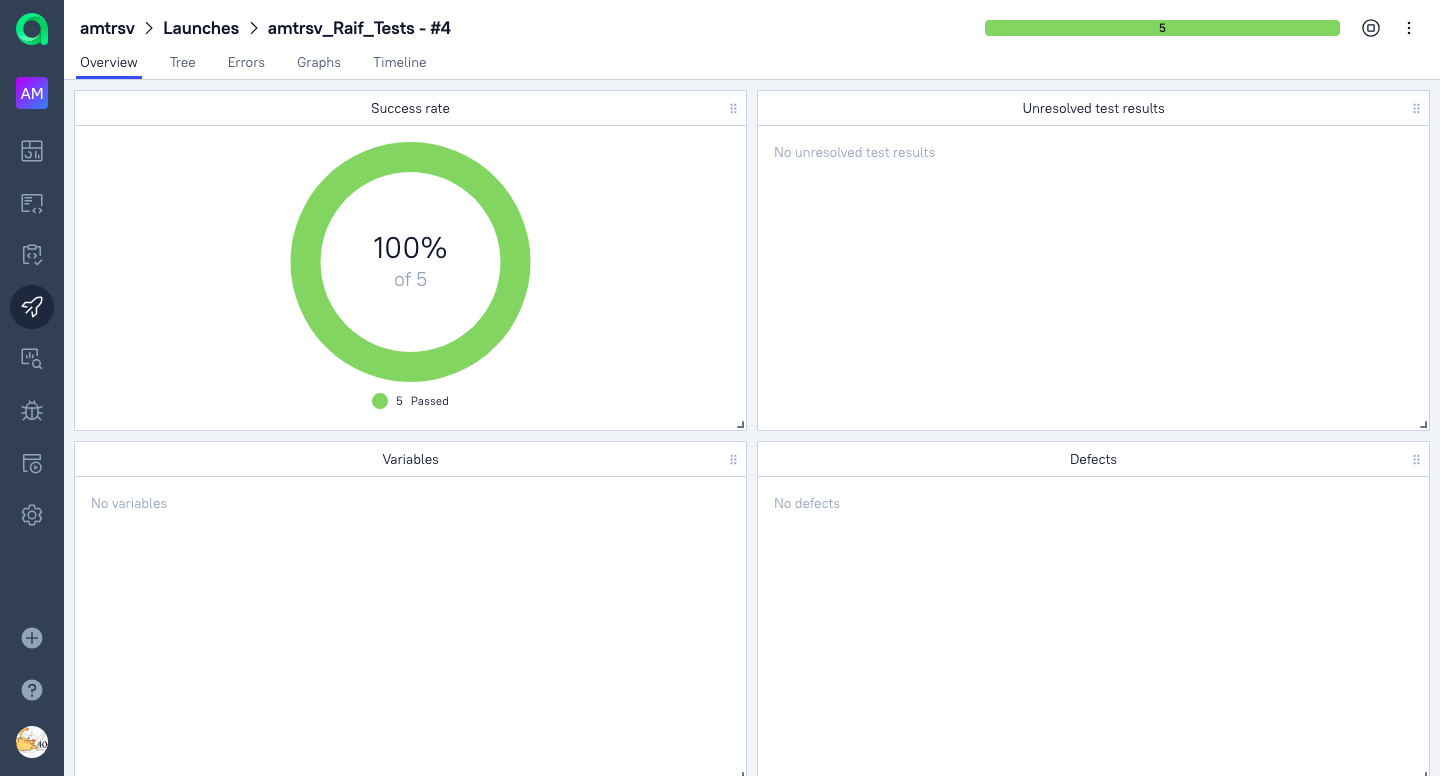 amtrsv > Launches > amtrsv_Raif_Tests - #4
5
Overview Tree Errors Graphs Timeline
AM
Success rate
100%
of 5
5 Passed
Unresolved test results
No unresolved test results
Variables
No variables
Defects
No defects